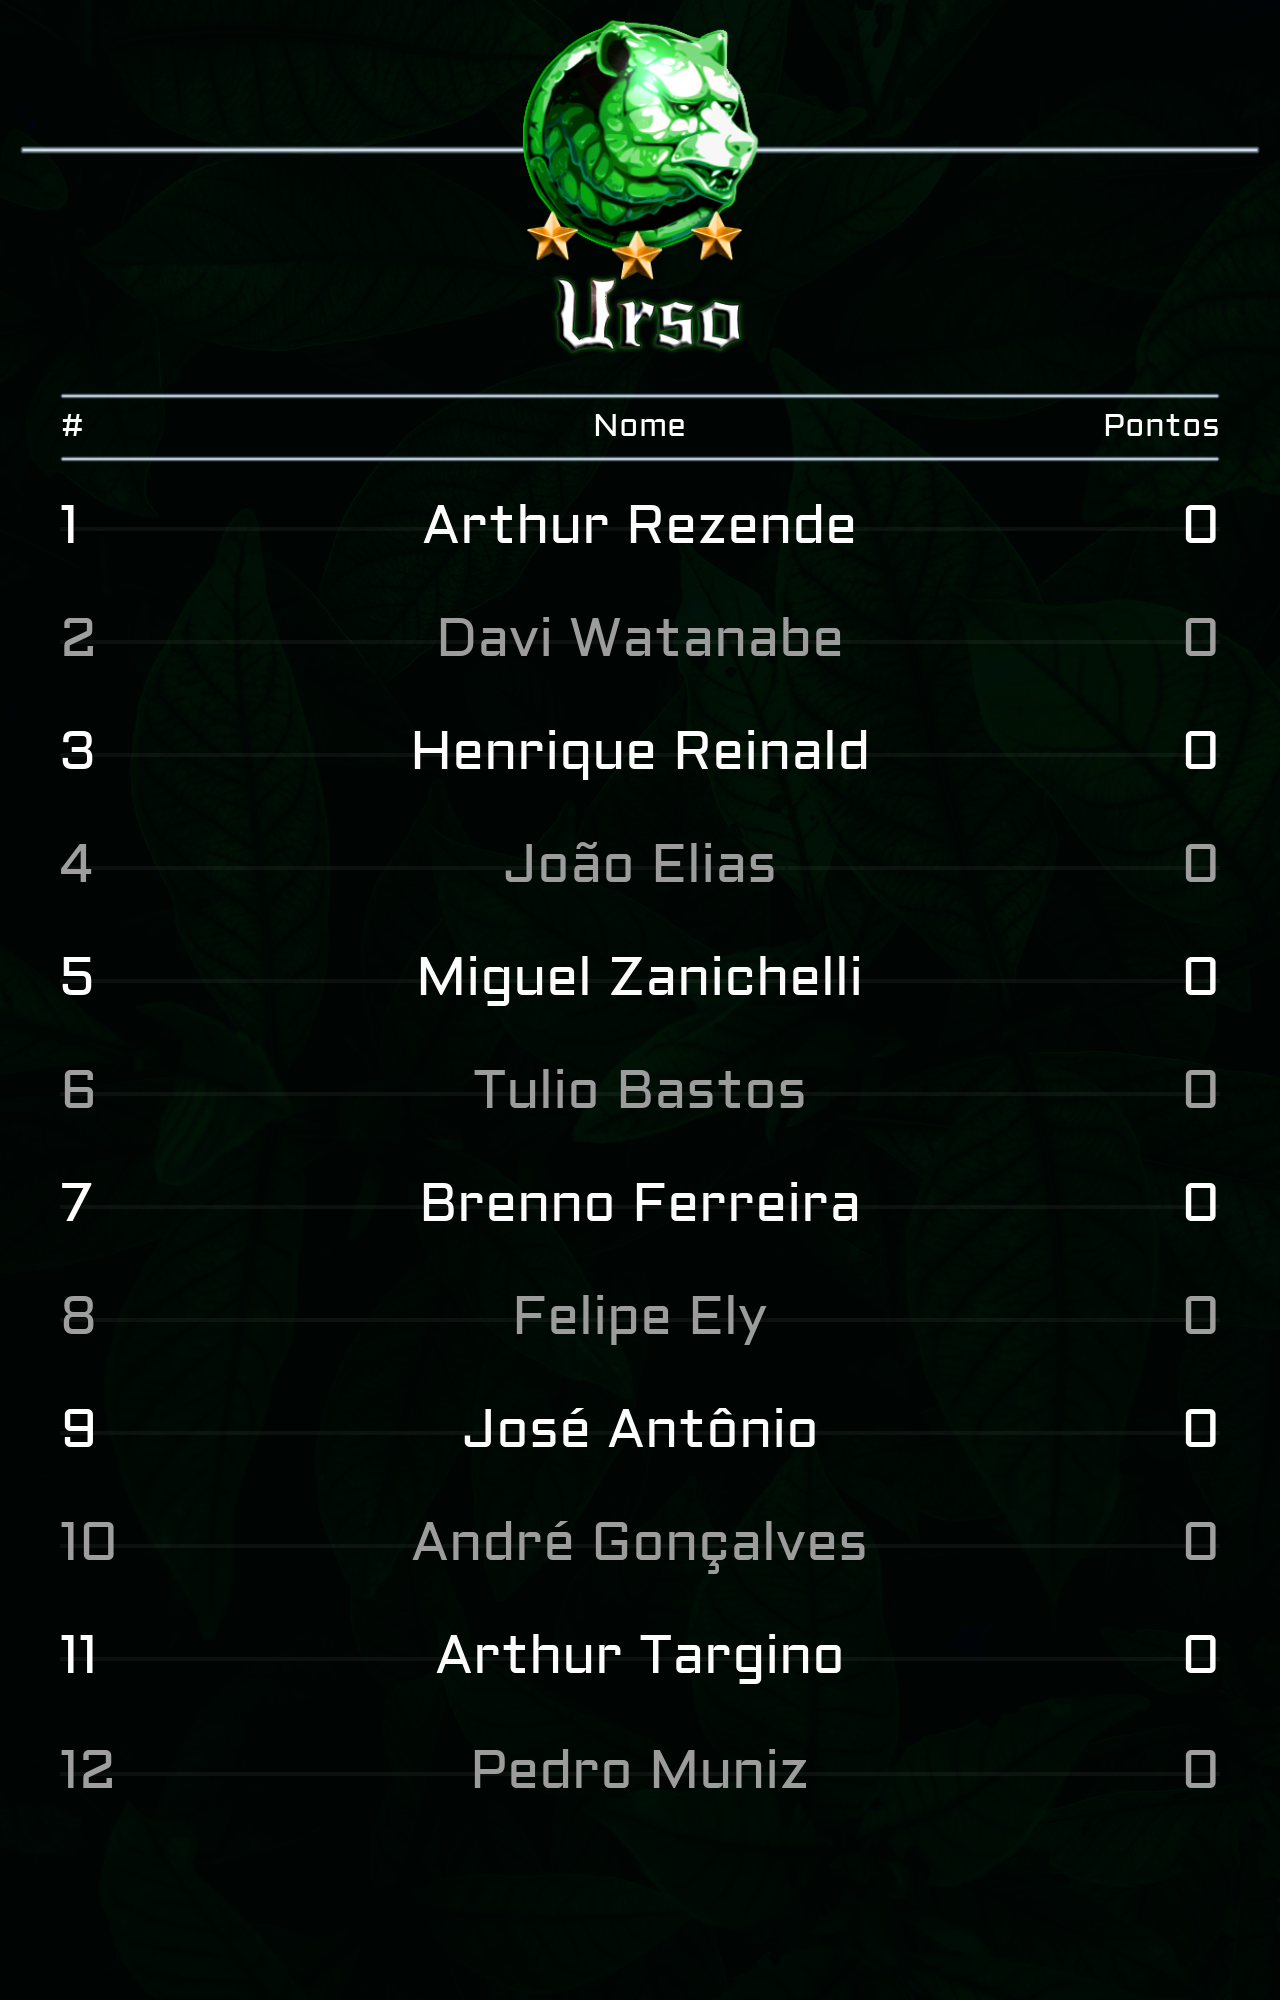 Urso
# Nome Pontos
1 Arthur Rezende 0
2 Davi Watanabe 0
3 Henrique Reinald 0
4 João Elias 0
5 Miguel Zanichelli 0
6 Tulio Bastos 0
7 Brenno Ferreira 0
8 Felipe Ely 0
9 José Antônio 0
10 André Gonçalves 0
11 Arthur Targino 0
12 Pedro Muniz 0